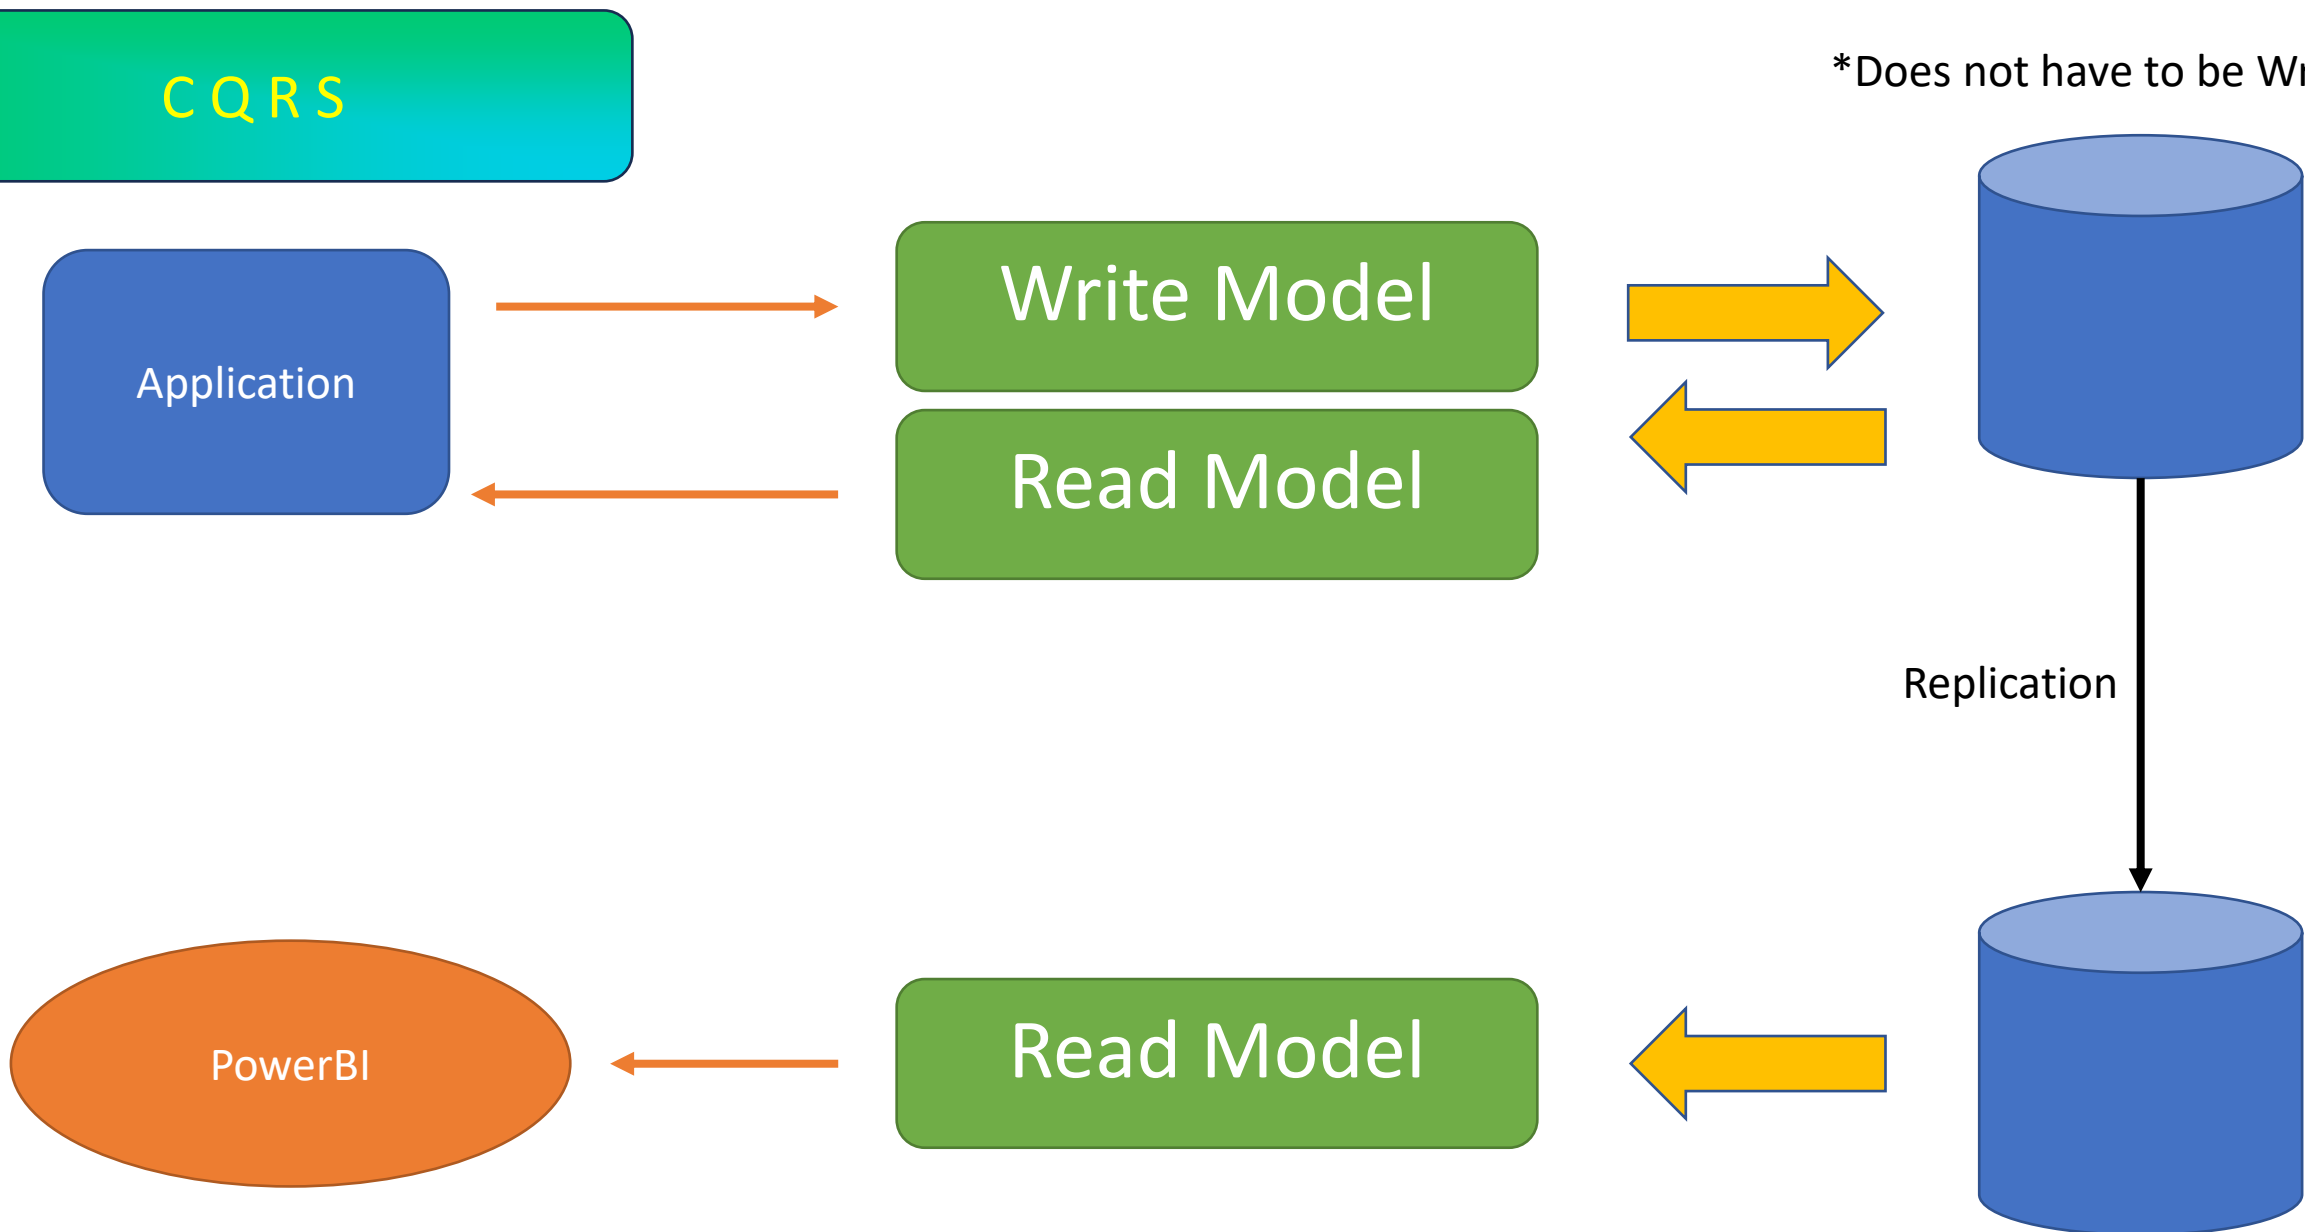 C Q R S
*Does not have to be
Application
Write Model
Read Model
Replication
PowerBI
Read Model